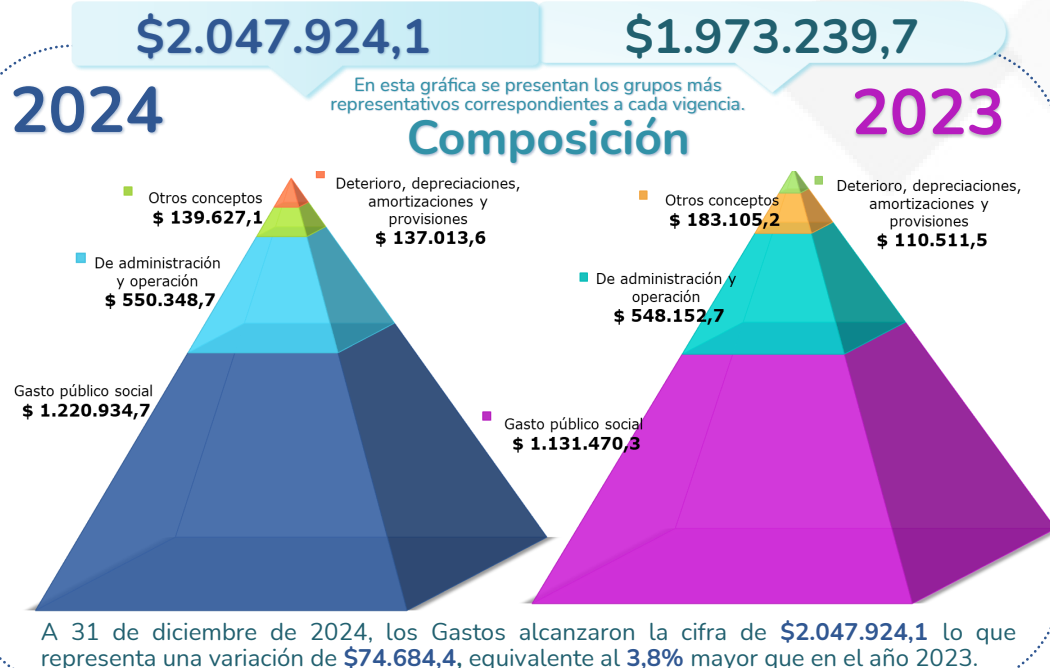 $2.047.924,1
$1.973.239,7
2024
En esta gráfica se presentan los grupos más
representativos correspondientes a cada vigencia.
2023
Composición
Otros conceptos
$ 139.627,1
Deterioro, depreciaciones,
amortizaciones y
provisiones
$ 137.013,6
De administración
y operación
$ 550.348,7
Gasto público social
$ 1.220.934,7
Otros conceptos
$ 183.105,2
Deterioro, depreciaciones,
amortizaciones y
provisiones
$ 110.511,5
De administración y
operación
$ 548.152,7
Gasto público social
$ 1.131.470,3
A 31 de diciembre de 2024, los Gastos alcanzaron la cifra de $2.047.924,1 lo que
representa una variación de $74.684,4, equivalente al 3,8% mayor que en el año 2023.